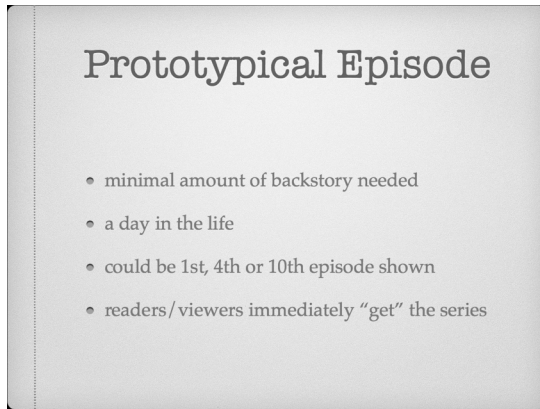 Prototypical Episode
• minimal amount of backstory needed
• a day in the life
• could be 1st, 4th or 10th episode shown
• readers/viewers immediately “get” the series